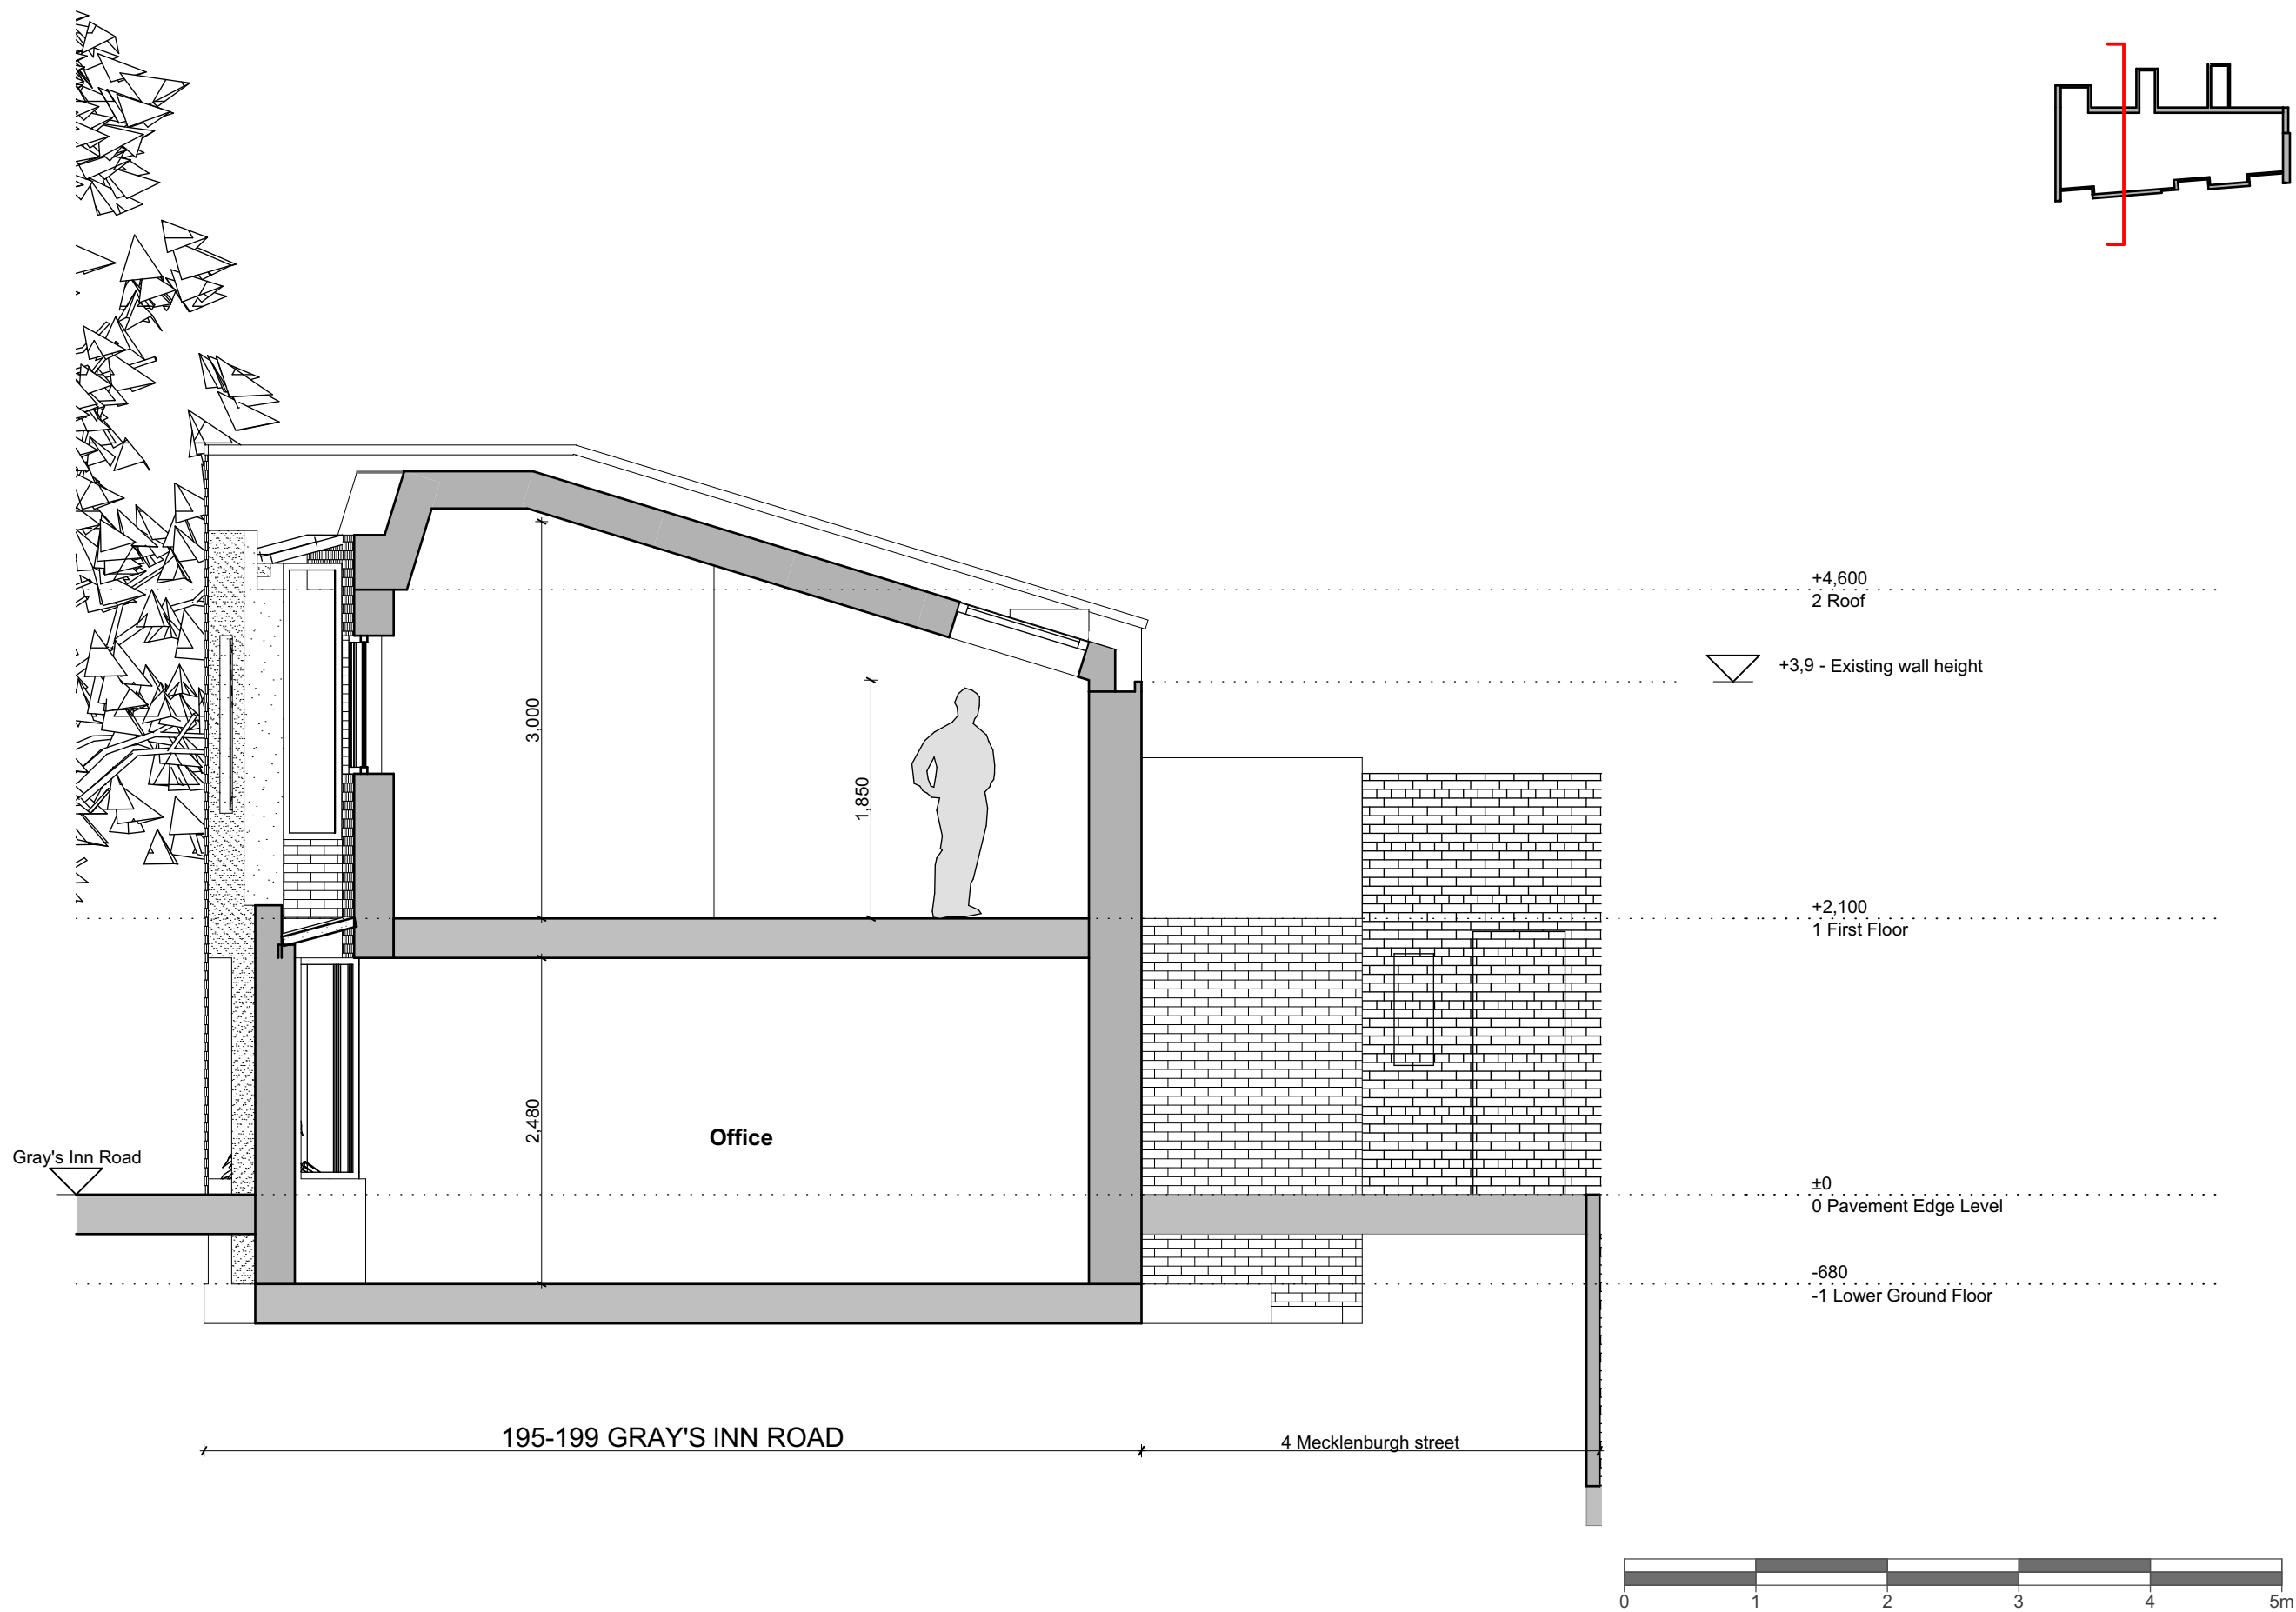 +4,600
2 Roof
+3,9 - Existing wall height
3,000
1,850
+2,100
1 First Floor
2,480
Office
Gray's Inn Road
±0
0 Pavement Edge Level
-680
-1 Lower Ground Floor
195-199 GRAY'S INN ROAD
4 Mecklenburgh street
0 1 2 3 4 5m